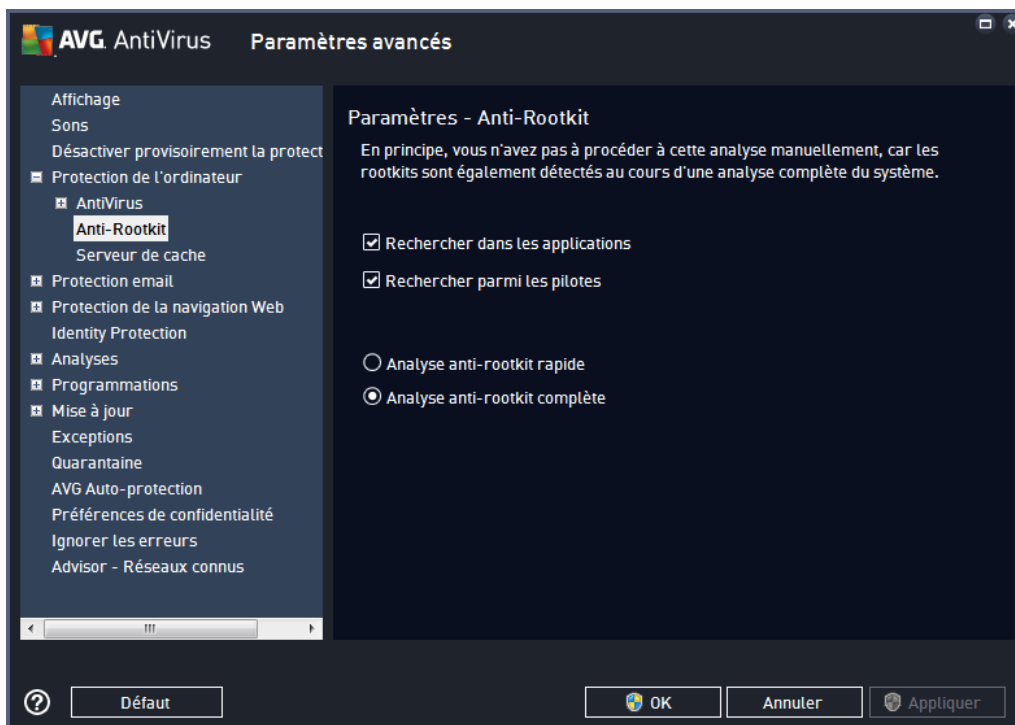 AVG. AntiVirus Paramètres avancés
Affichage
Sons
Désactiver provisoirement la protect
Protection de l'ordinateur
AntiVirus
Anti-Rootkit
Serveur de cache
Protection email
Protection de la navigation Web
Identity Protection
Analyses
Programmations
Mise à jour
Exceptions
Quarantaine
AVG Auto-protection
Préférences de confidentialité
Ignorer les erreurs
Advisor - Réseaux connus
Paramètres - Anti-Rootkit
En principe, vous n'avez pas à procéder à cette analyse manuellement, car les
rootkits sont également détectés au cours d'une analyse complète du système.
Rechercher dans les applications
Rechercher parmi les pilotes
Analyse anti-rootkit rapide
Analyse anti-rootkit complète
? Défaut OK Annuler Appliquer